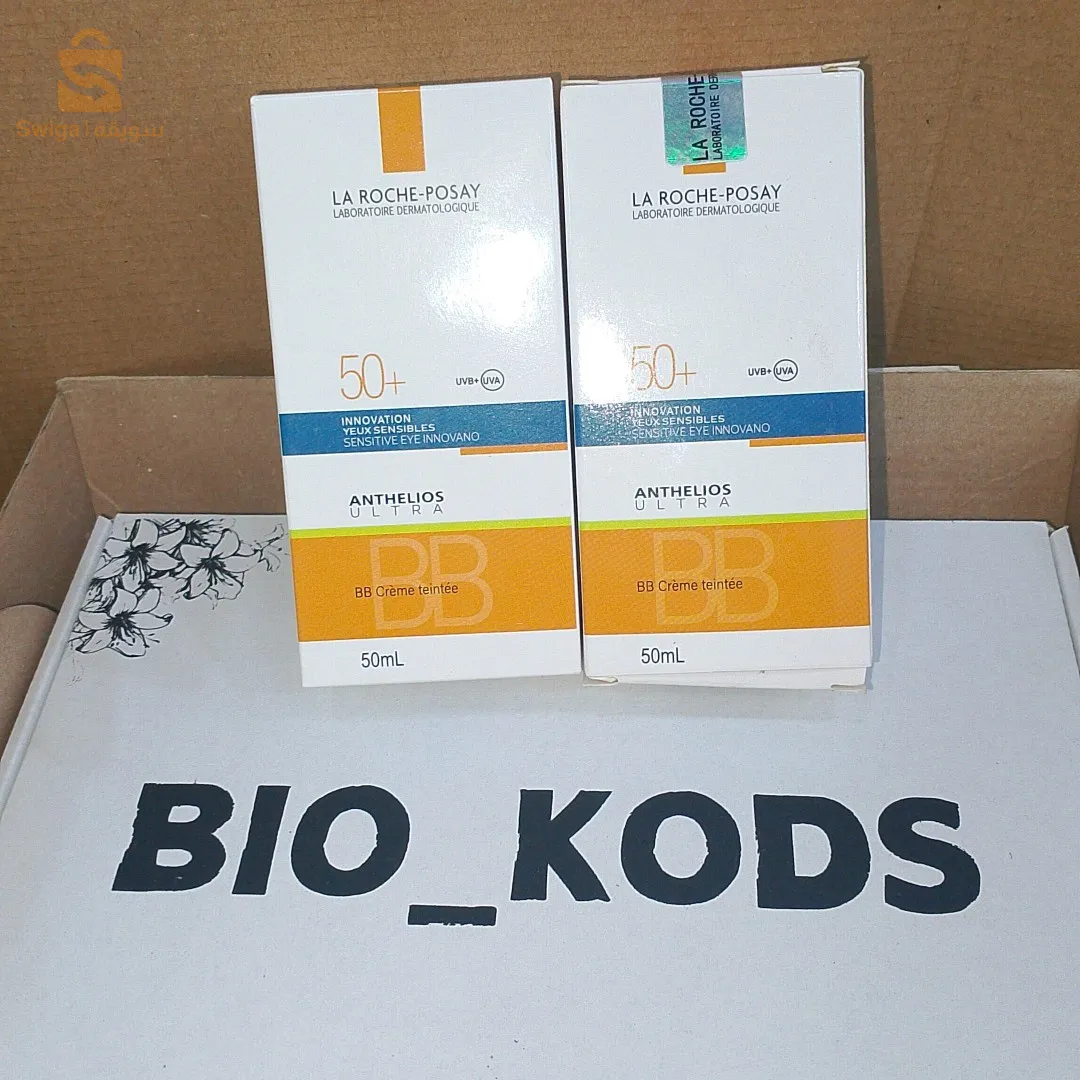 Swiqa سويقة
LA ROCHE-POSAY
LABORATOIRE DERMATOLOGIQUE
50+
UVB+ UVA
INNOVATION
YEUX SENSIBLES
SENSITIVE EYE INNOVANO
ANTHELIOS
ULTRA
BB
BB Crème teintée
50mL
LA ROCHE
LABORATOIRE DE
LA ROCHE-POSAY
LABORATOIRE DERMATOLOGIQUE
50+
UVB+ UVA
INNOVATION
YEUX SENSIBLES
SENSITIVE EYE INNOVANO
ANTHELIOS
ULTRA
BB
BB Crème teintée
50mL
BIO_KODS